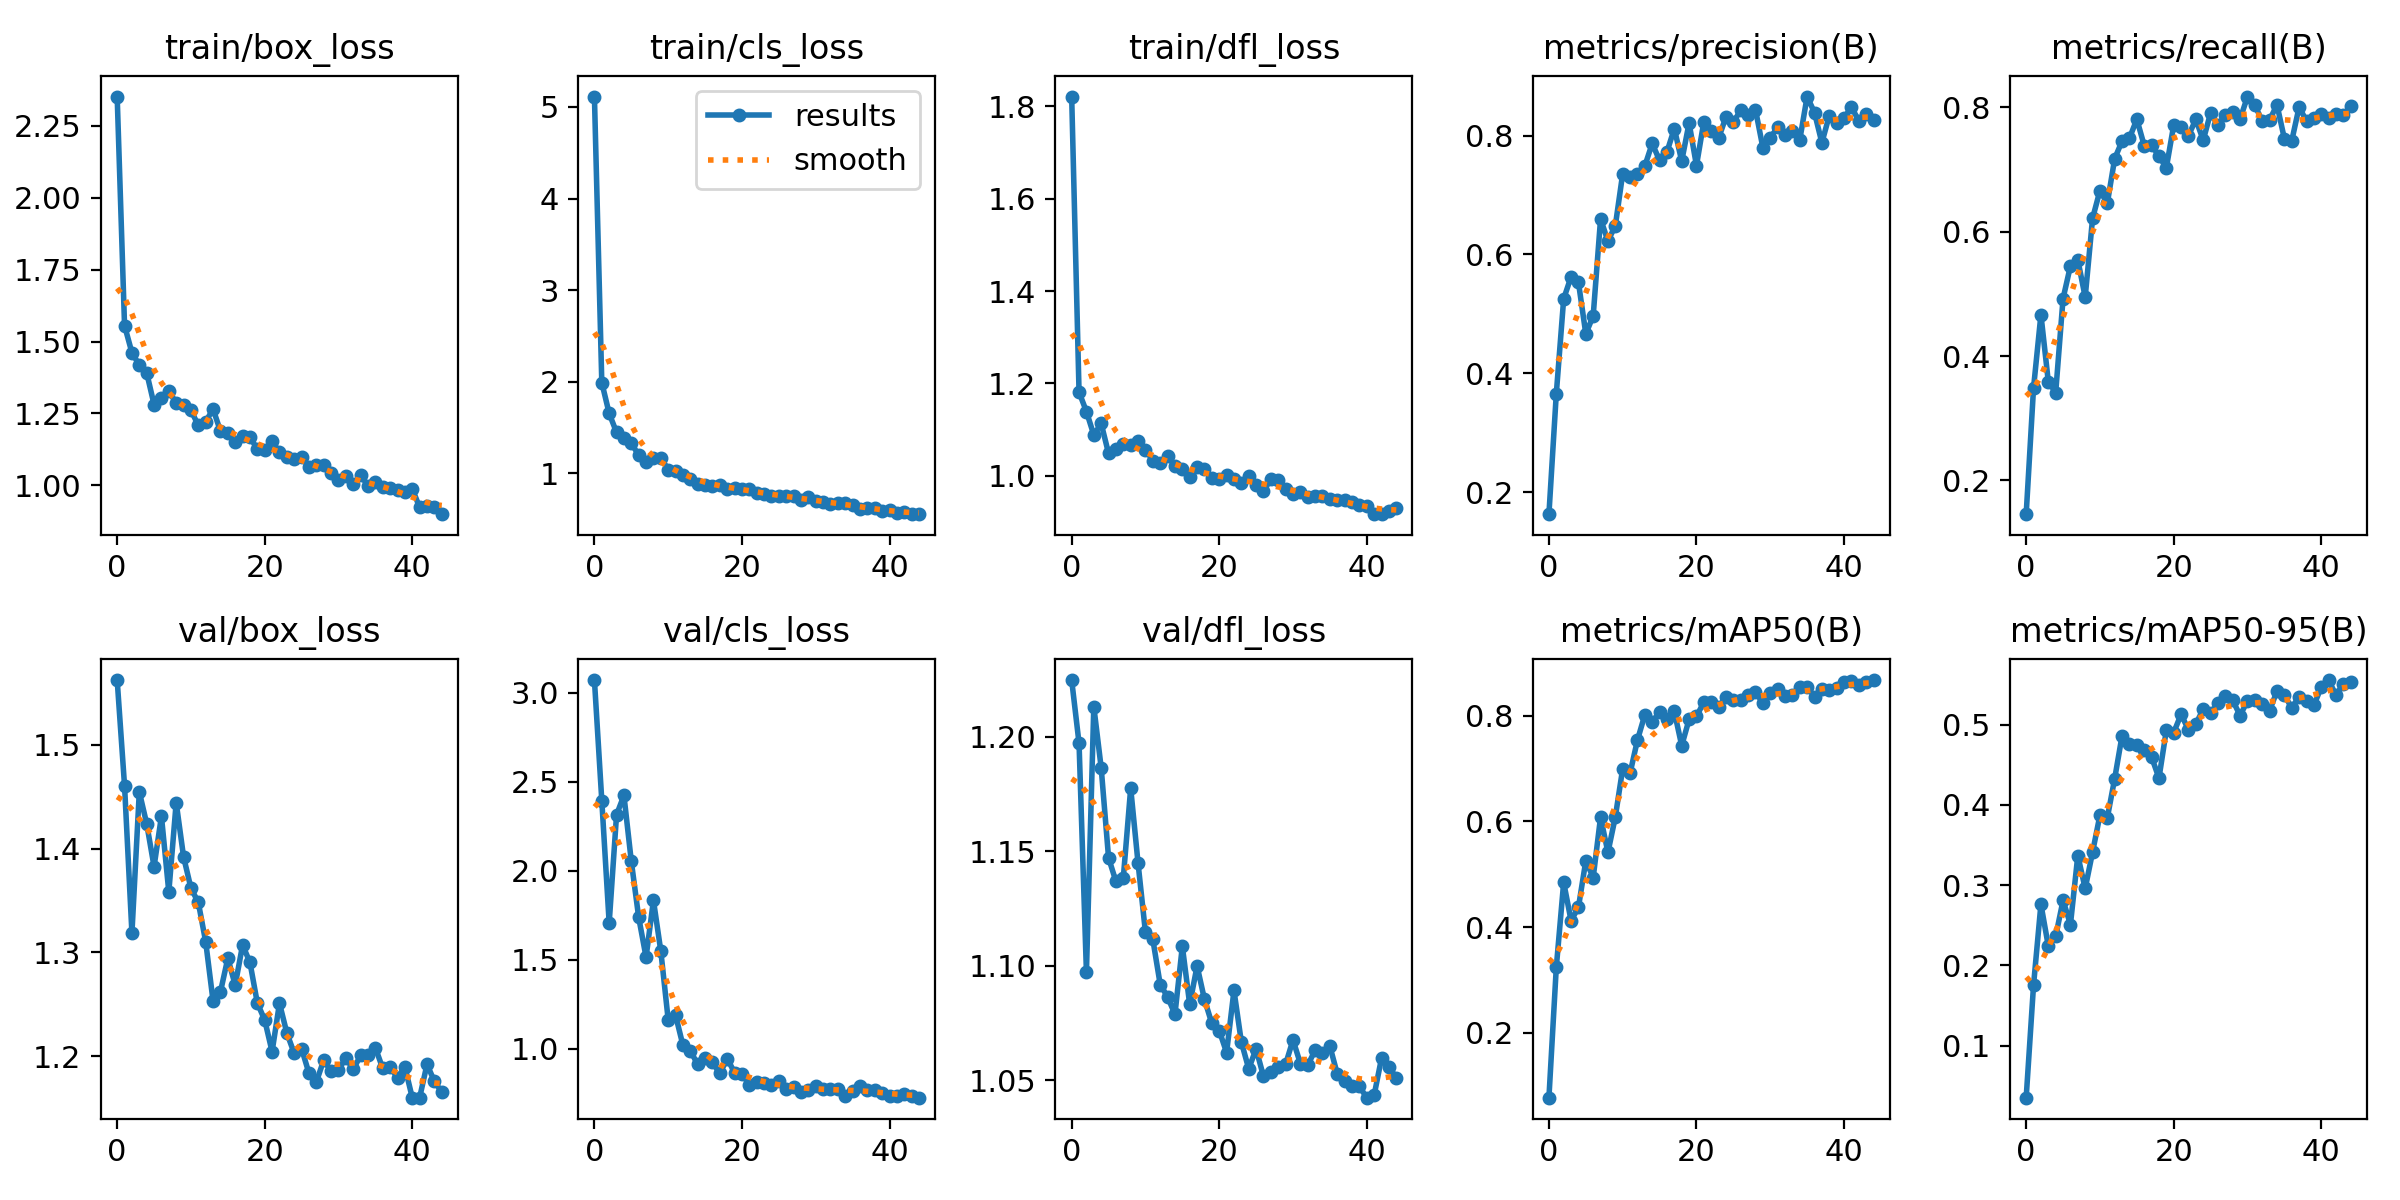 train/box_loss
2.25
2.00
1.75
1.50
1.25
1.00
0 20 40
train/cls_loss
results
smooth
5
4
3
2
1
0 20 40
train/dfl_loss
1.8
1.6
1.4
1.2
1.0
0 20 40
metrics/precision(B)
0.8
0.6
0.4
0.2
0 20 40
metrics/recall(B)
0.8
0.6
0.4
0.2
0 20 40
val/box_loss
1.5
1.4
1.3
1.2
0 20 40
val/cls_loss
3.0
2.5
2.0
1.5
1.0
0 20 40
val/dfl_loss
1.20
1.15
1.10
1.05
0 20 40
metrics/mAP50(B)
0.8
0.6
0.4
0.2
0 20 40
metrics/mAP50-95(B)
0.5
0.4
0.3
0.2
0.1
0 20 40